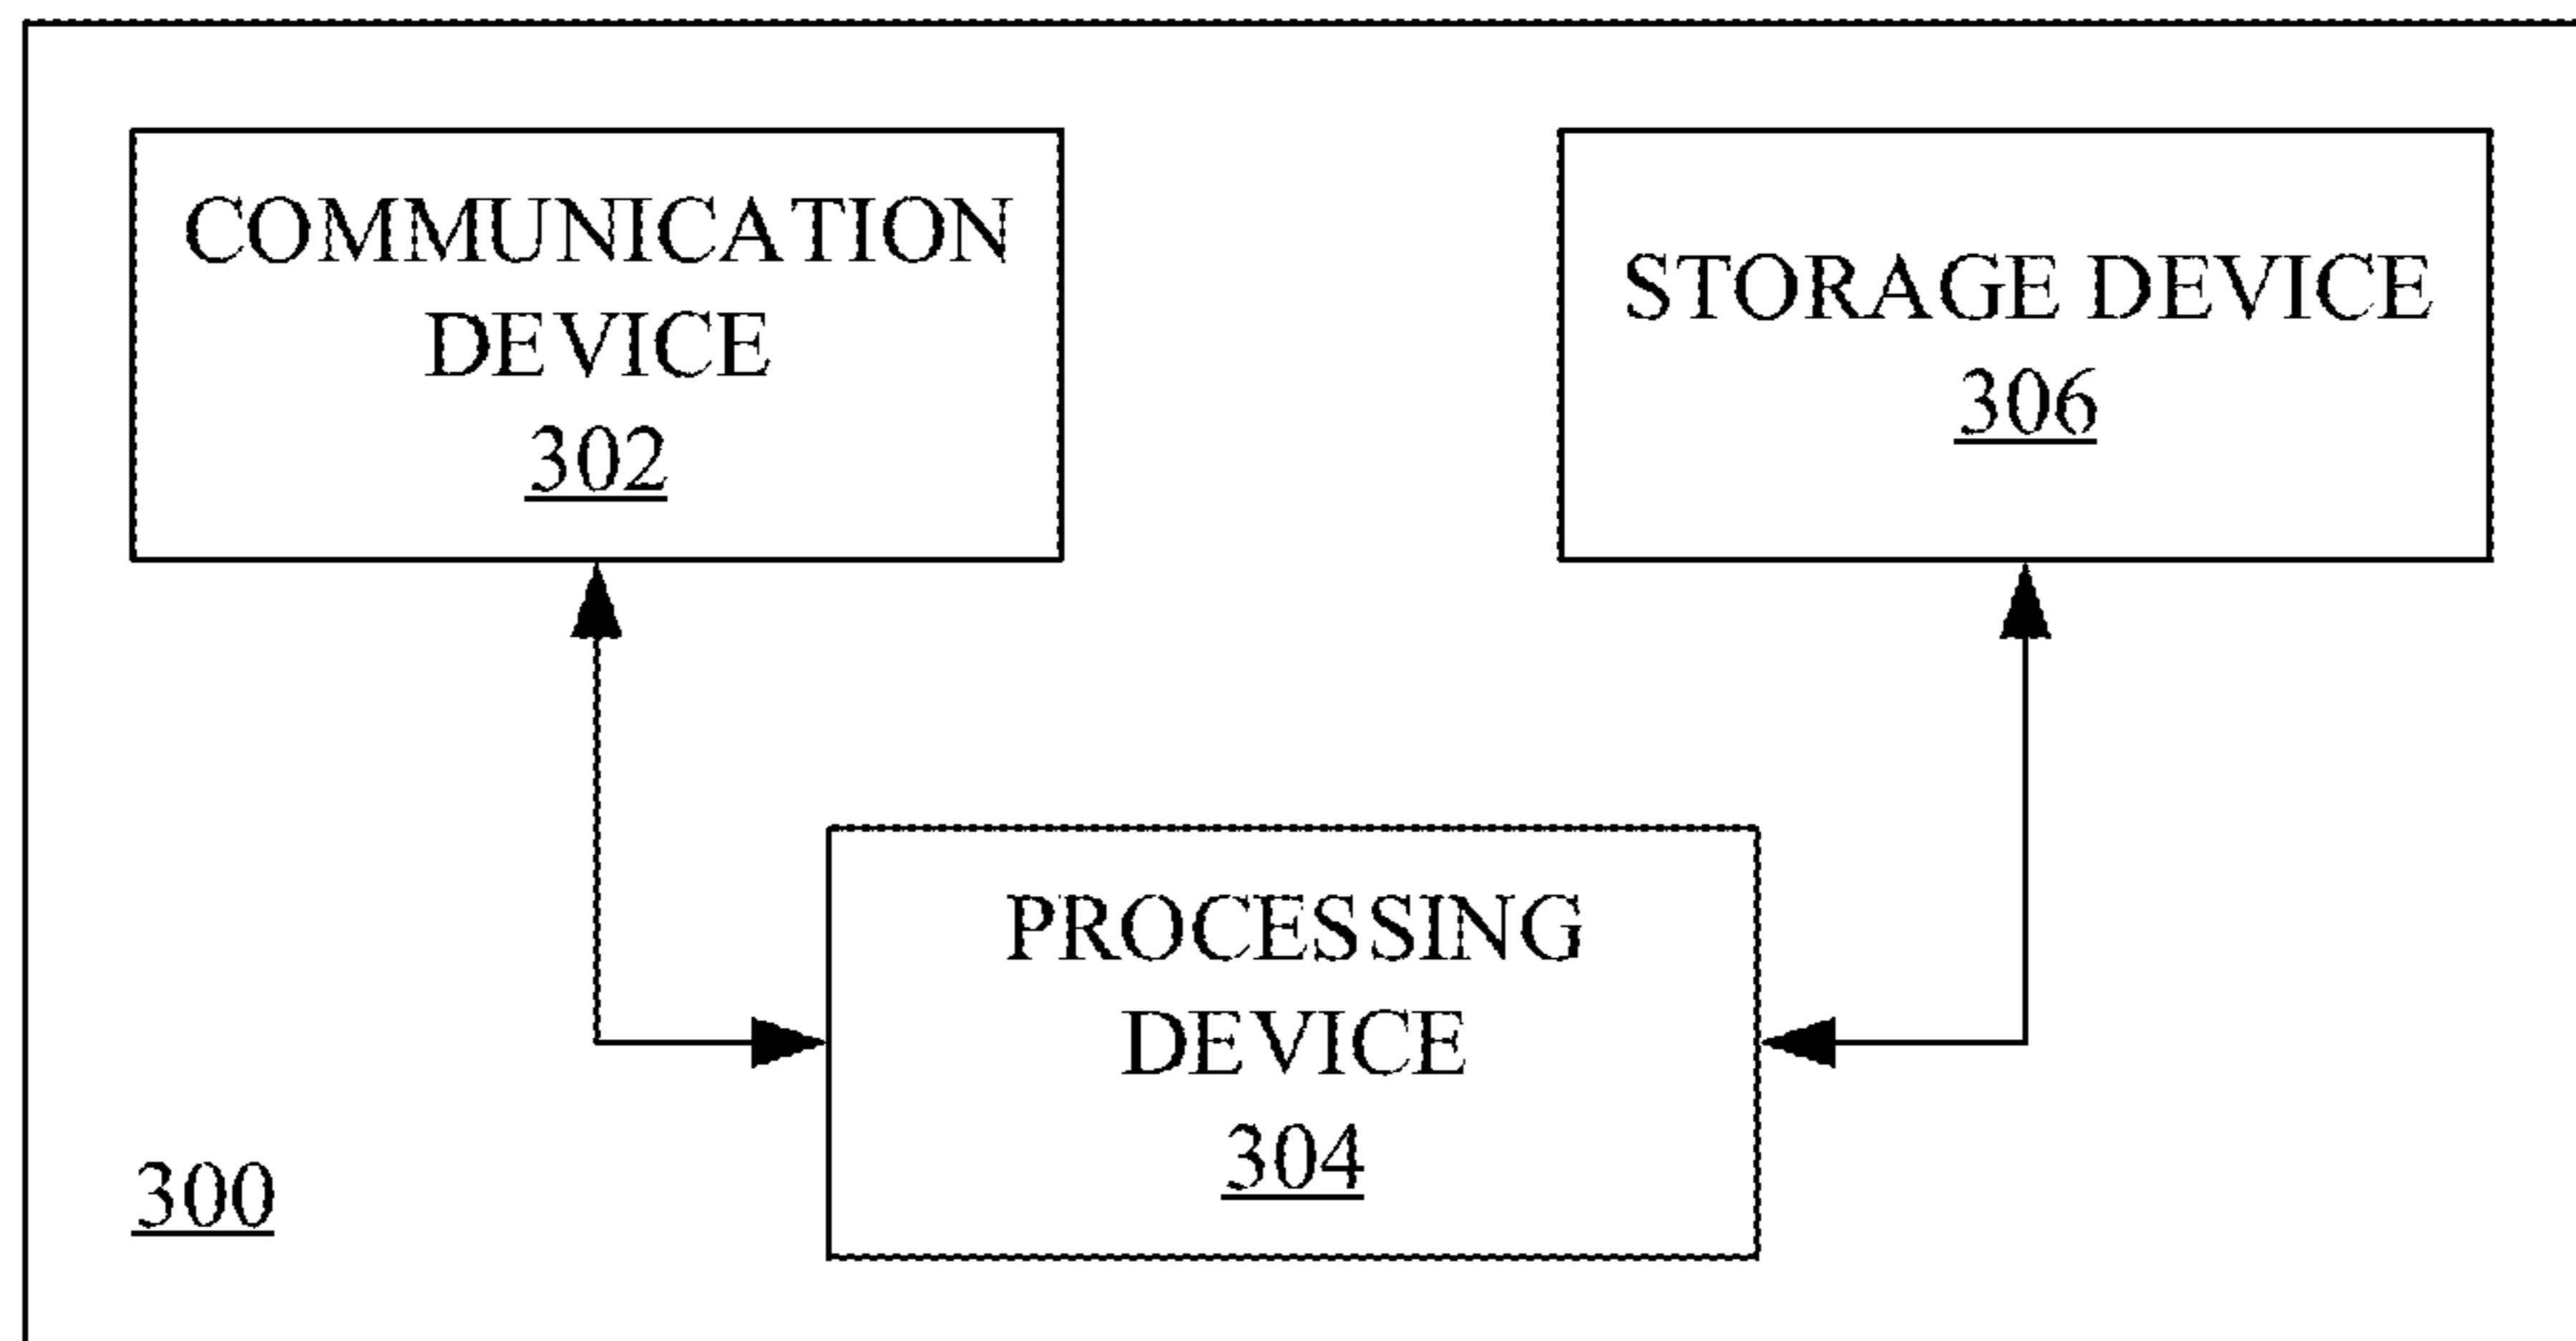 COMMUNICATION
DEVICE
302
STORAGE DEVICE
306
PROCESSING
DEVICE
304
300